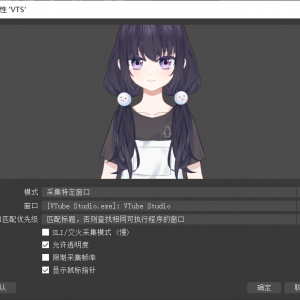 性 'VTS'
模式 采集特定窗口
窗口 [VTube Studio.exe]: VTube Studio
匹配优先级 匹配标题，否则查找相同可执行程序的窗口
SLI/交火采集模式 (慢)
允许透明度
限制采集帧率
显示鼠标指针
认 确定